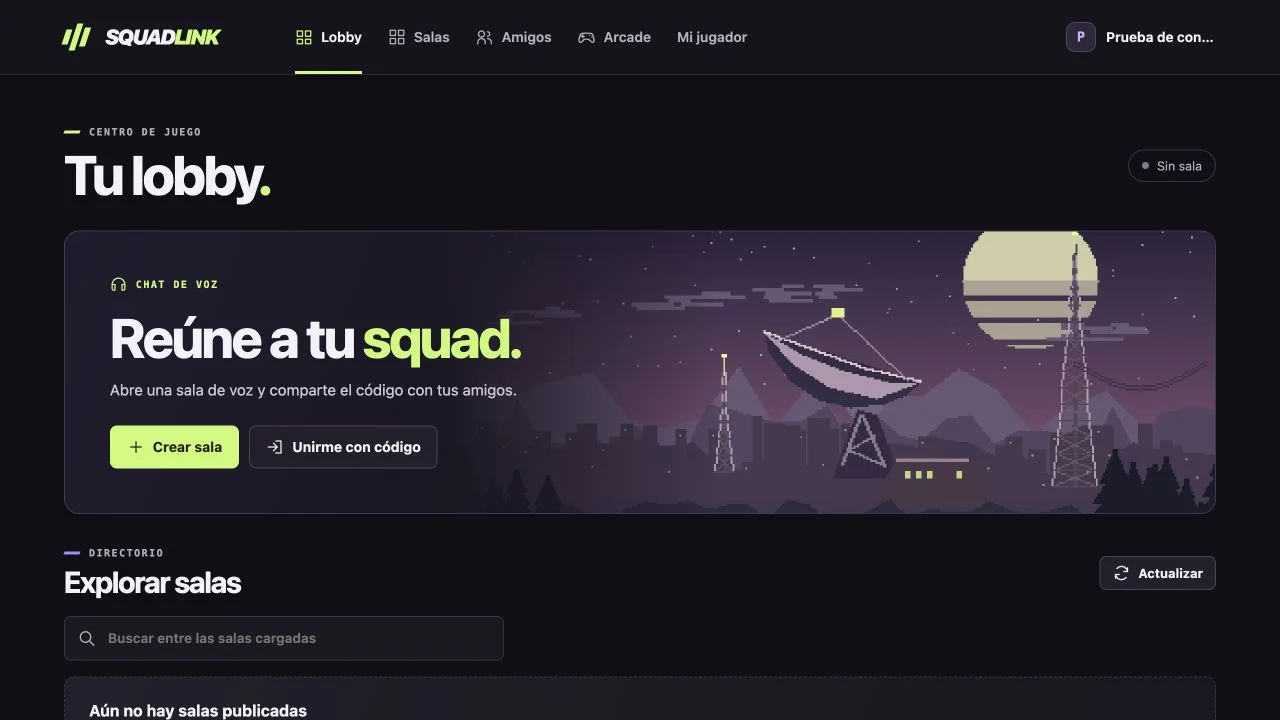 SQUADLINK
Lobby
Salas
Amigos
Arcade
Mi jugador
P
Prueba de con...
CENTRO DE JUEGO
Tu lobby.
Sin sala
CHAT DE VOZ
Reúne a tu squad.
Abre una sala de voz y comparte el código con tus amigos.
Crear sala
Unirme con código
DIRECTORIO
Explorar salas
Actualizar
Buscar entre las salas cargadas
Aún no hay salas publicadas